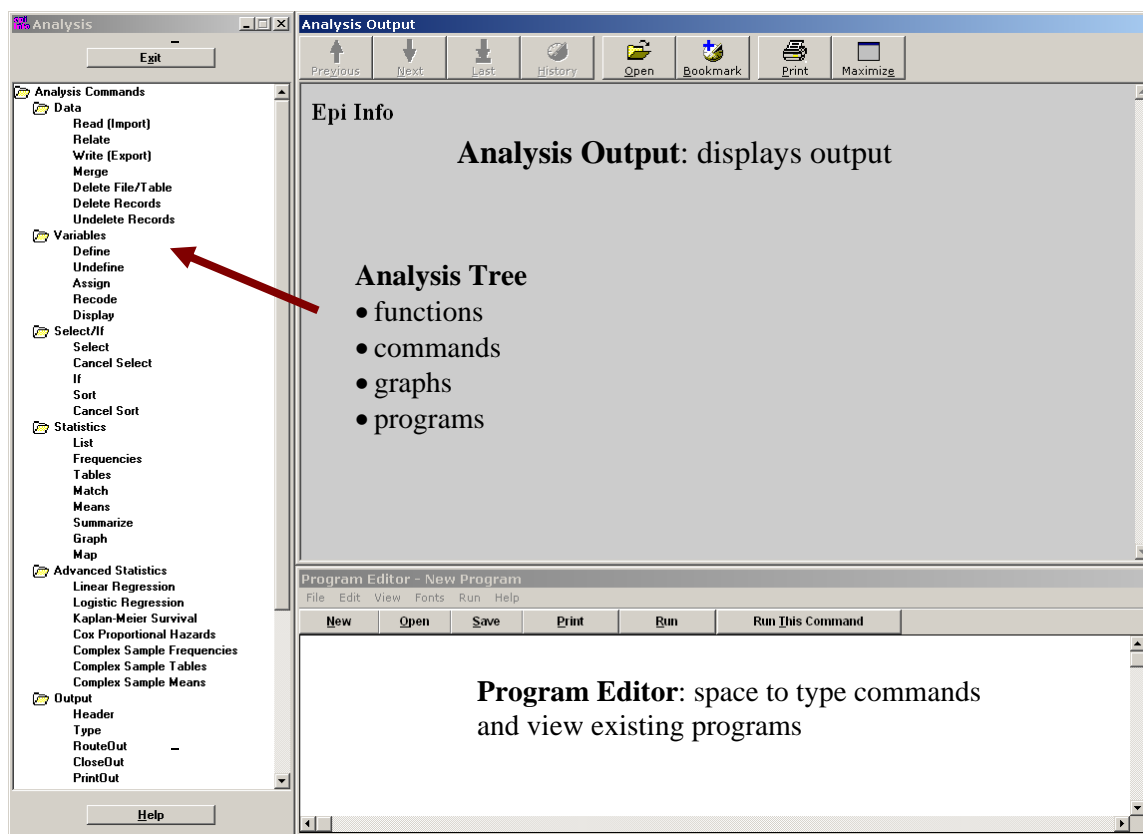 Analysis
Exit
Analysis Commands
Data
Read (Import)
Relate
Write (Export)
Merge
Delete File/Table
Delete Records
Undelete Records
Variables
Define
Undefine
Assign
Recode
Display
Select/If
Select
Cancel Select
If
Sort
Cancel Sort
Statistics
List
Frequencies
Tables
Match
Means
Summarize
Graph
Map
Advanced Statistics
Linear Regression
Logistic Regression
Kaplan-Meier Survival
Cox Proportional Hazards
Complex Sample Frequencies
Complex Sample Tables
Complex Sample Means
Output
Header
Type
RouteOut
CloseOut
PrintOut
Help
Analysis Output
Previous Next Last History Open Bookmark Print Maximize
Epi Info
Analysis Output: displays output
Analysis Tree
• functions
• commands
• graphs
• programs
Program Editor - New Program
File Edit View Fonts Run Help
New Open Save Print Run Run This Command
Program Editor: space to type commands
and view existing programs